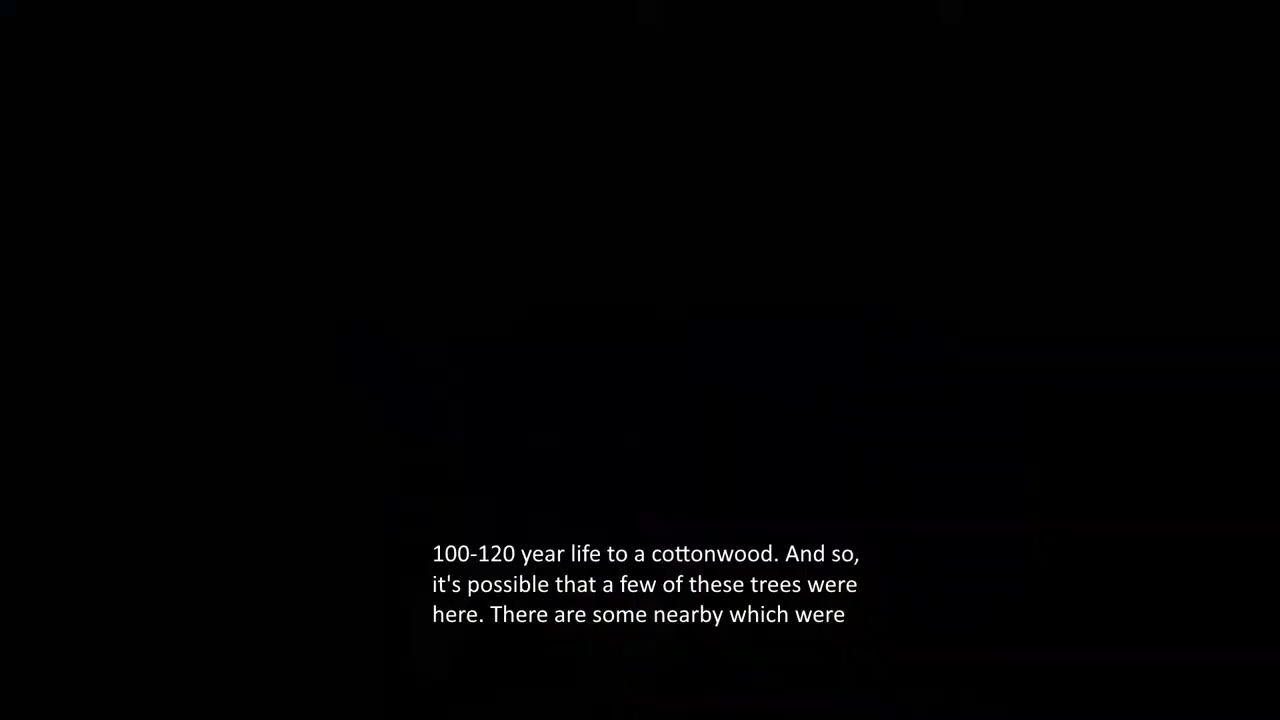 100-120 year life to a cottonwood. And so,
it's possible that a few of these trees were
here. There are some nearby which were